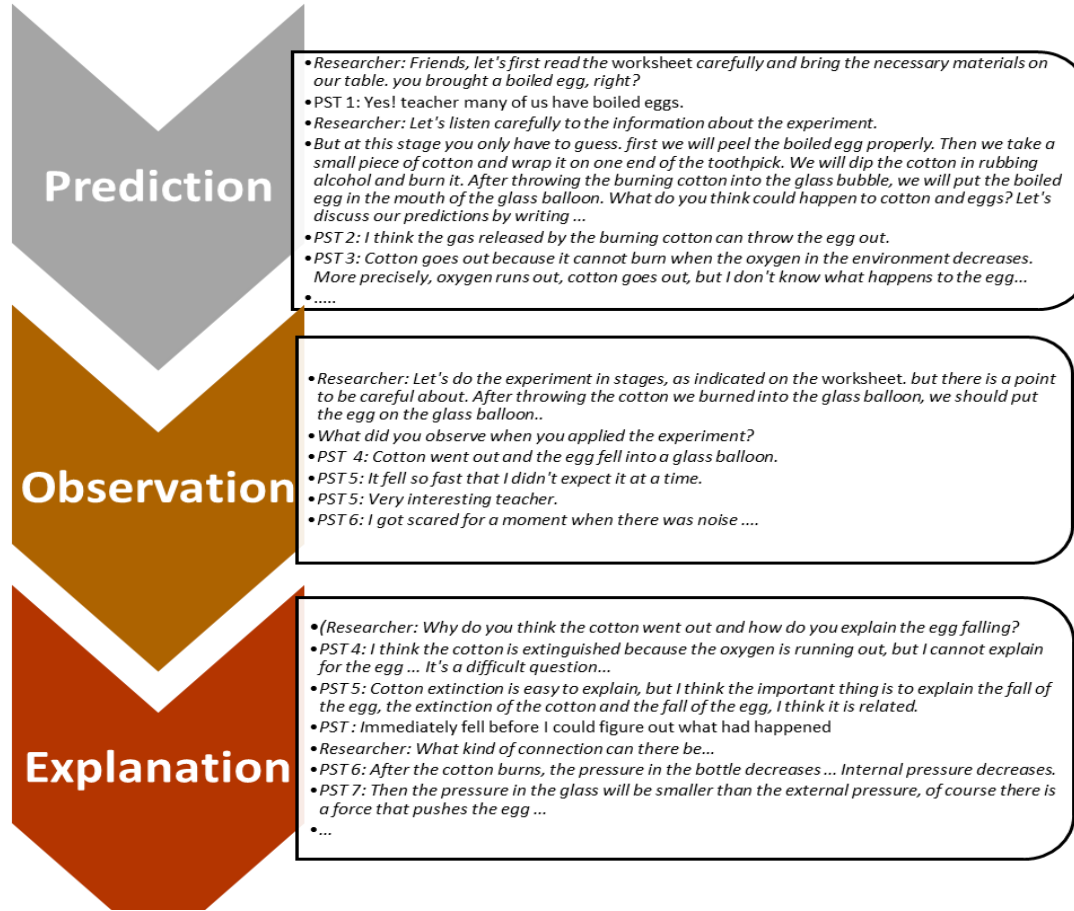 Prediction
•Researcher: Friends, let's first read the worksheet carefully and bring the necessary materials on
our table. you brought a boiled egg, right?
•PST 1: Yes! teacher many of us have boiled eggs.
•Researcher: Let's listen carefully to the information about the experiment.
•But at this stage you only have to guess. first we will peel the boiled egg properly. Then we take a
small piece of cotton and wrap it on one end of the toothpick. We will dip the cotton in rubbing
alcohol and burn it. After throwing the burning cotton into the glass bubble, we will put the boiled
egg in the mouth of the glass balloon. What do you think could happen to cotton and eggs? Let's
discuss our predictions by writing ...
•PST 2: I think the gas released by the burning cotton can throw the egg out.
•PST 3: Cotton goes out because it cannot burn when the oxygen in the environment decreases.
More precisely, oxygen runs out, cotton goes out, but I don't know what happens to the egg...
•.....
Observation
•Researcher: Let's do the experiment in stages, as indicated on the worksheet. but there is a point
to be careful about. After throwing the cotton we burned into the glass balloon, we should put
the egg on the glass balloon..
•What did you observe when you applied the experiment?
•PST 4: Cotton went out and the egg fell into a glass balloon.
•PST 5: It fell so fast that I didn't expect it at a time.
•PST 5: Very interesting teacher.
•PST 6: I got scared for a moment when there was noise ....
Explanation
•(Researcher: Why do you think the cotton went out and how do you explain the egg falling?
•PST 4: I think the cotton is extinguished because the oxygen is running out, but I cannot explain
for the egg ... It's a difficult question...
•PST 5: Cotton extinction is easy to explain, but I think the important thing is to explain the fall of
the egg, the extinction of the cotton and the fall of the egg, I think it is related.
•PST : Immediately fell before I could figure out what had happened
•Researcher: What kind of connection can there be...
•PST 6: After the cotton burns, the pressure in the bottle decreases ... Internal pressure decreases.
•PST 7: Then the pressure in the glass will be smaller than the external pressure, of course there is
a force that pushes the egg ...
•...